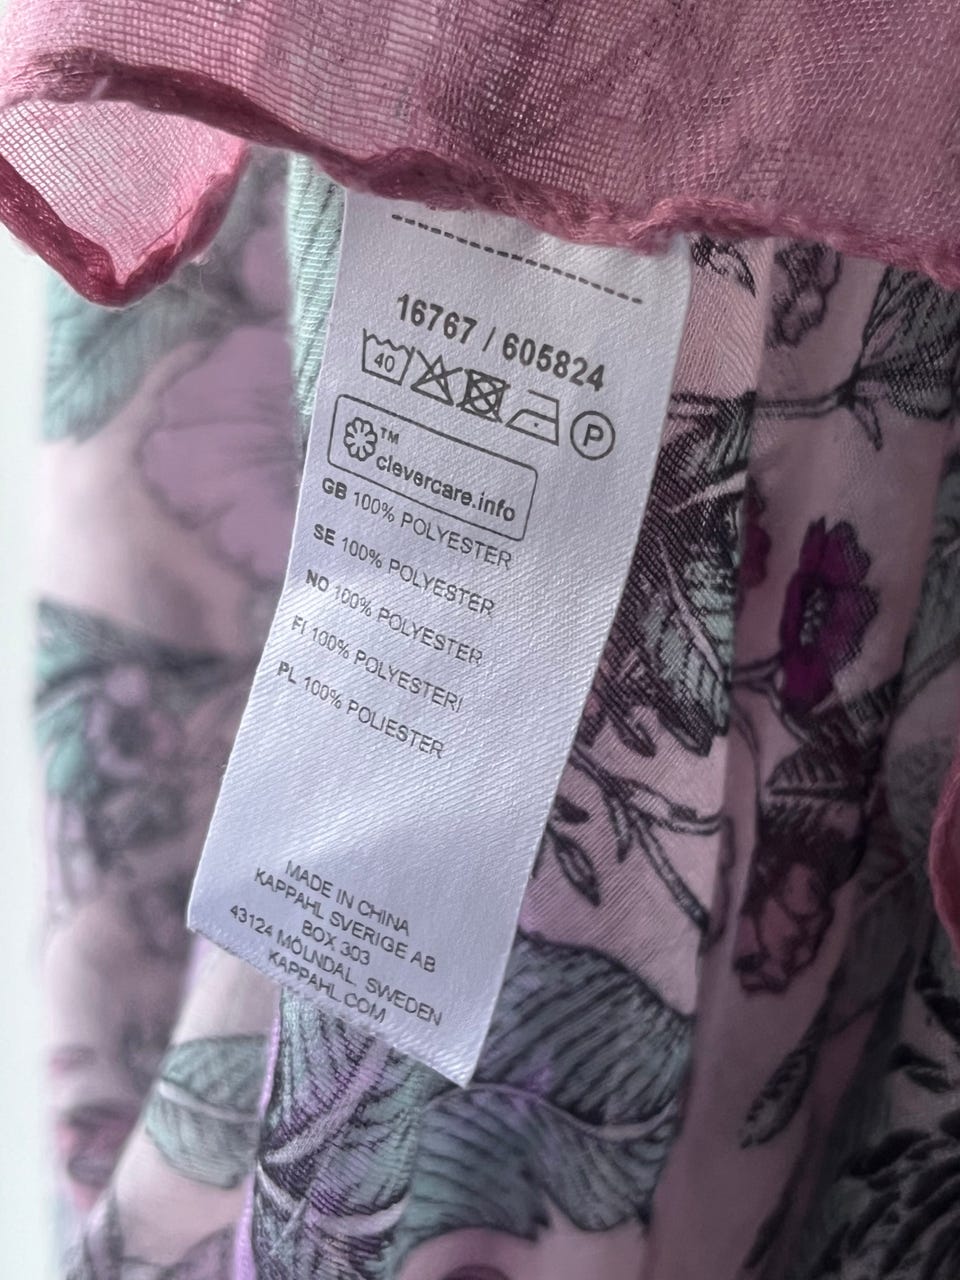 16767 / 605824
40 P
™
clevercare.info
GB 100% POLYESTER
SE 100% POLYESTER
NO 100% POLYESTER
FI 100% POLYESTERI
PL 100% POLIESTER
MADE IN CHINA
KAPPAHL SVERIGE AB
BOX 303
43124 MÖLNDAL, SWEDEN
KAPPAHL.COM